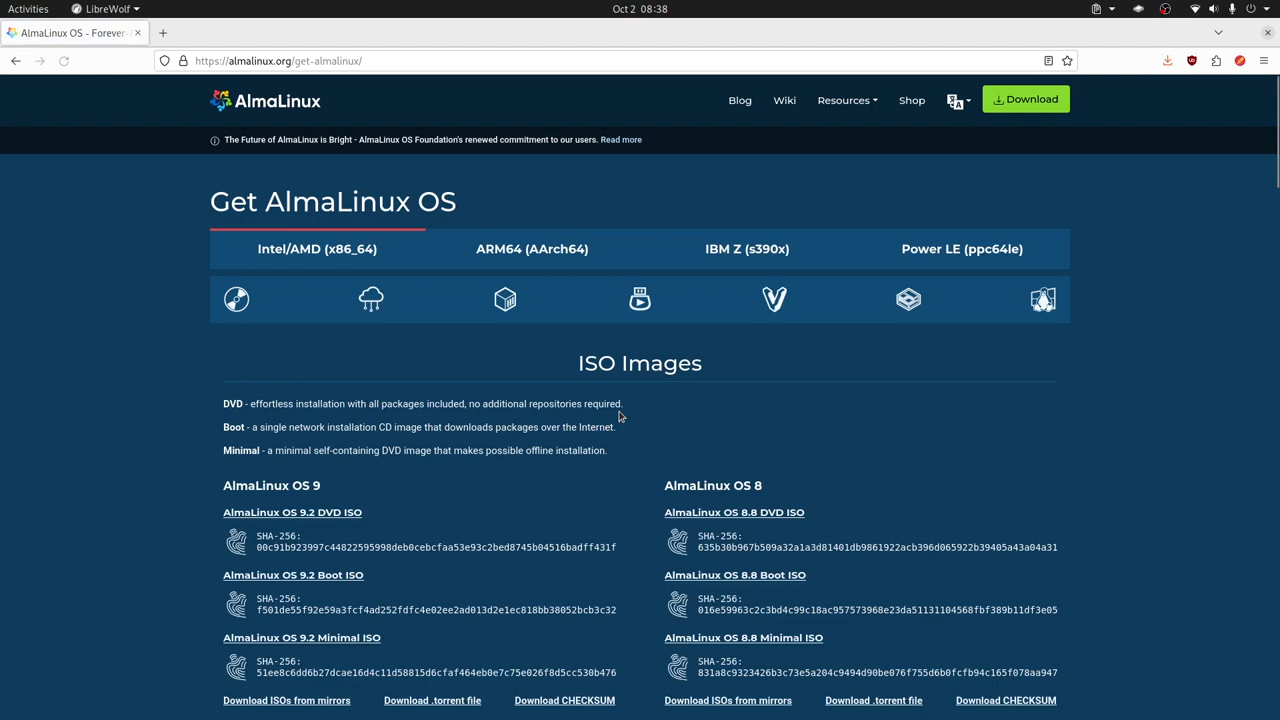 Activities
LibreWolf
Oct 2 08:38
AlmaLinux OS - Forever-
https://almalinux.org/get-almalinux/
AlmaLinux
Blog
Wiki
Resources
Shop
Download
The Future of AlmaLinux is Bright - AlmaLinux OS Foundation's renewed commitment to our users. Read more
Get AlmaLinux OS
Intel/AMD (x86_64)
ARM64 (AArch64)
IBM Z (s390x)
Power LE (ppc64le)
ISO Images
DVD - effortless installation with all packages included, no additional repositories required.
Boot - a single network installation CD image that downloads packages over the Internet.
Minimal - a minimal self-containing DVD image that makes possible offline installation.
AlmaLinux OS 9
AlmaLinux OS 9.2 DVD ISO
SHA-256:
00c91b923997c44822595998deb0cebcfaa53e93c2bed8745b04516badff431f
AlmaLinux OS 9.2 Boot ISO
SHA-256:
f501de55f92e59a3fcf4ad252fdfc4e02ee2ad013d2e1ec818bb38052bcb3c32
AlmaLinux OS 9.2 Minimal ISO
SHA-256:
51ee8c6dd6b27dcae16d4c11d58815d6cfaf464eb0e7c75e026f8d5cc530b476
Download ISOs from mirrors
Download .torrent file
Download CHECKSUM
AlmaLinux OS 8
AlmaLinux OS 8.8 DVD ISO
SHA-256:
635b30b967b509a32a1a3d81401db9861922acb396d065922b39405a43a04a31
AlmaLinux OS 8.8 Boot ISO
SHA-256:
016e59963c2c3bd4c99c18ac957573968e23da51131104568fbf389b11df3e05
AlmaLinux OS 8.8 Minimal ISO
SHA-256:
831a8c9323426b3c73e5a204c9494d90be076f755d6b0fcfb94c165f078aa947
Download ISOs from mirrors
Download .torrent file
Download CHECKSUM